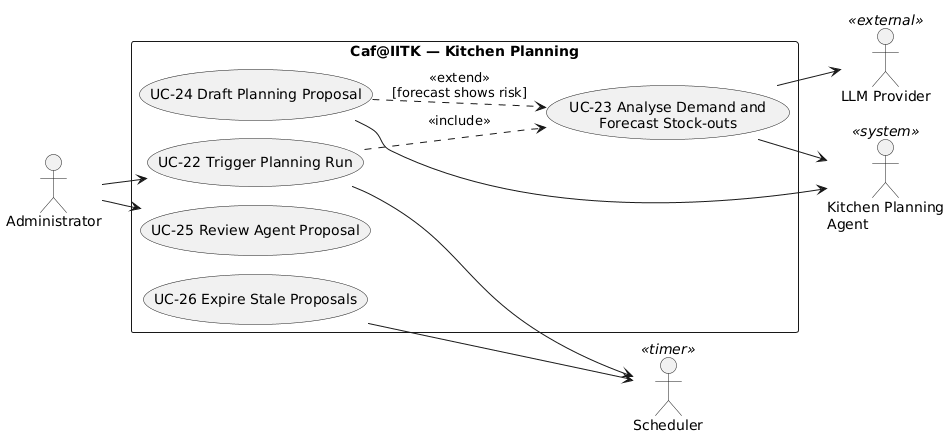 «external»
LLM Provider
Caf@IITK — Kitchen Planning
UC-24 Draft Planning Proposal
«extend»
[forecast shows risk]
UC-23 Analyse Demand and
Forecast Stock-outs
«include»
UC-22 Trigger Planning Run
«system»
Kitchen Planning
Agent
Administrator
UC-25 Review Agent Proposal
UC-26 Expire Stale Proposals
«timer»
Scheduler